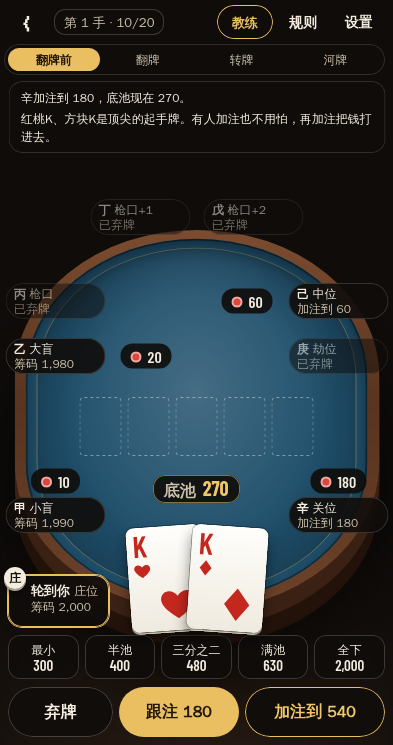 第 1 手 · 10/20
教练
规则
设置
翻牌前
翻牌
转牌
河牌
辛加注到 180，底池现在 270。
红桃K、方块K是顶尖的起手牌。有人加注也不用怕，再加注把钱打
进去。
丁 枪口+1
已弃牌
戊 枪口+2
已弃牌
丙 枪口
已弃牌
60
己 中位
加注到 60
乙 大盲
筹码 1,980
20
庚 劫位
已弃牌
10
底池 270
180
甲 小盲
筹码 1,990
辛 关位
加注到 180
K
K
庄
轮到你 庄位
筹码 2,000
最小
300
半池
400
三分之二
480
满池
630
全下
2,000
弃牌
跟注 180
加注到 540